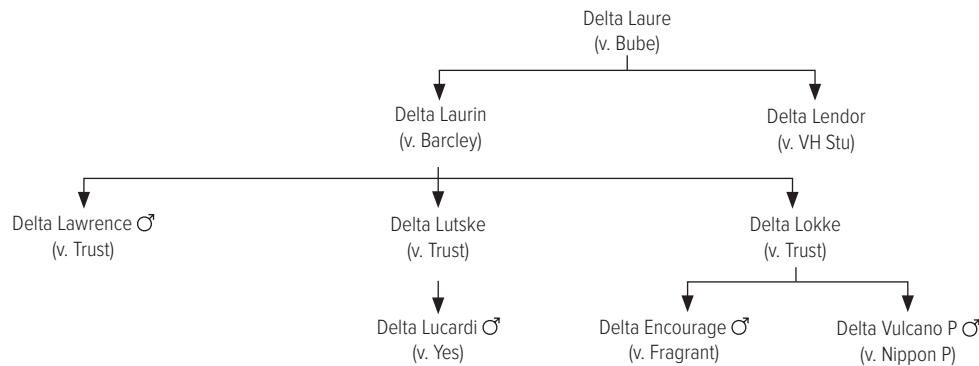 Delta Laure
(v. Bube)
Delta Laurin
(v. Barcley)
Delta Lendor
(v. VH Stu)
Delta Lawrence ♂
(v. Trust)
Delta Lutske
(v. Trust)
Delta Lokke
(v. Trust)
Delta Lucardi ♂
(v. Yes)
Delta Encourage ♂
(v. Fragrant)
Delta Vulcano P ♂
(v. Nippon P)